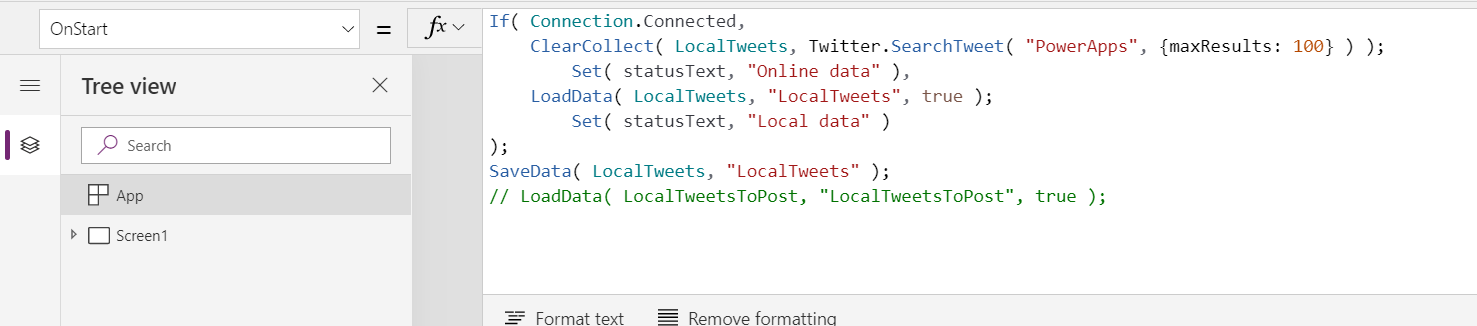 OnStart
=
fx
If( Connection.Connected,
ClearCollect( LocalTweets, Twitter.SearchTweet( "PowerApps", {maxResults: 100} ) );
Set( statusText, "Online data" ),
LoadData( LocalTweets, "LocalTweets", true );
Set( statusText, "Local data" )
);
SaveData( LocalTweets, "LocalTweets" );
// LoadData( LocalTweetsToPost, "LocalTweetsToPost", true );
Tree view
Search
App
Screen1
Format text
Remove formatting